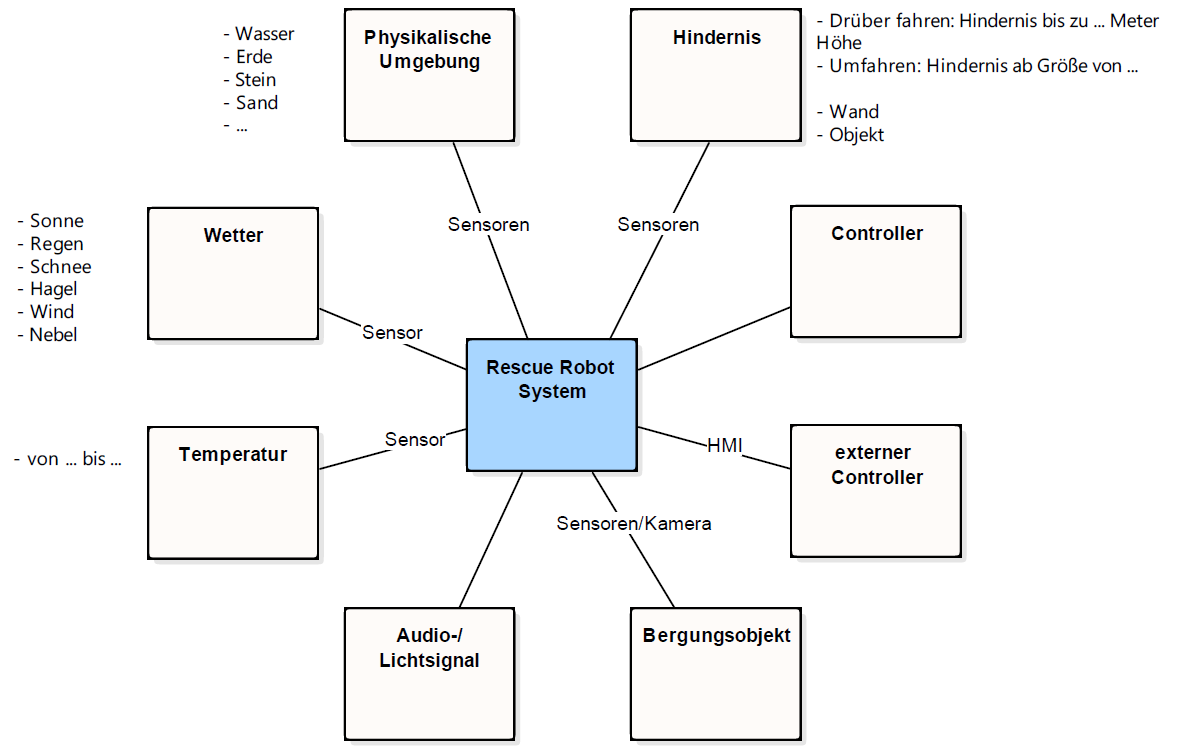 - Wasser
- Erde
- Stein
- Sand
- ...
Physikalische
Umgebung
Hindernis
- Drüber fahren: Hindernis bis zu ... Meter
Höhe
- Umfahren: Hindernis ab Größe von ...
- Wand
- Objekt
Sensoren
Sensoren
- Sonne
- Regen
- Schnee
- Hagel
- Wind
- Nebel
Wetter
Controller
Sensor
Rescue Robot
System
- von ... bis ...
Temperatur
Sensor
HMI
externer
Controller
Sensoren/Kamera
Audio-/
Lichtsignal
Bergungsobjekt